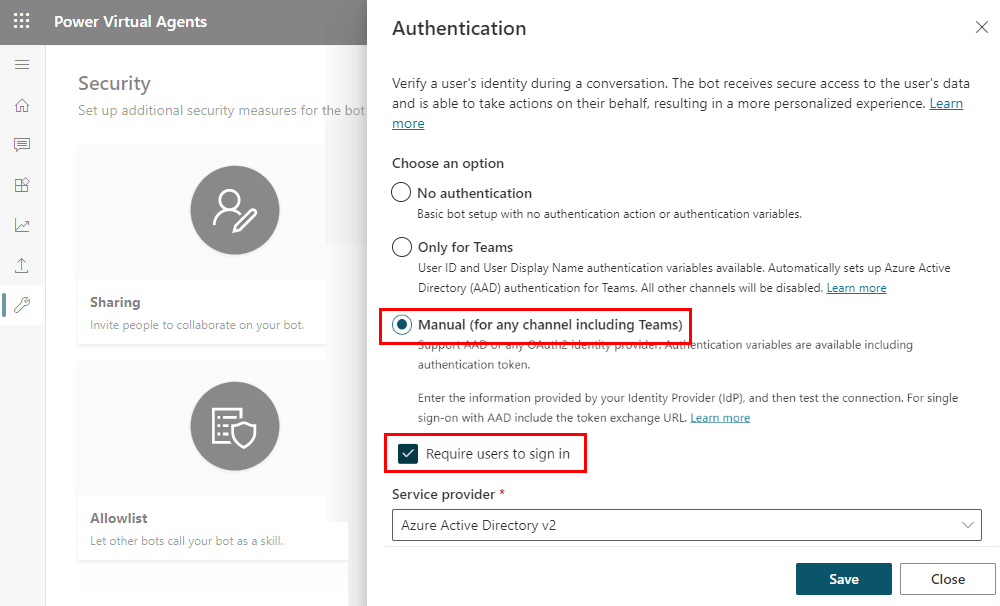 Power Virtual Agents
Security
Set up additional security measures for the bot
Sharing
Invite people to collaborate on your bot.
Allowlist
Let other bots call your bot as a skill.
Authentication
Verify a user's identity during a conversation. The bot receives secure access to the user's data
and is able to take actions on their behalf, resulting in a more personalized experience. Learn
more
Choose an option
No authentication
Basic bot setup with no authentication action or authentication variables.
Only for Teams
User ID and User Display Name authentication variables available. Automatically sets up Azure Active
Directory (AAD) authentication for Teams. All other channels will be disabled. Learn more
Manual (for any channel including Teams)
Support AAD or any OAuth2 identity provider. Authentication variables are available including
authentication token.
Enter the information provided by your Identity Provider (IdP), and then test the connection. For single
sign-on with AAD include the token exchange URL. Learn more
Require users to sign in
Service provider *
Azure Active Directory v2
Save
Close